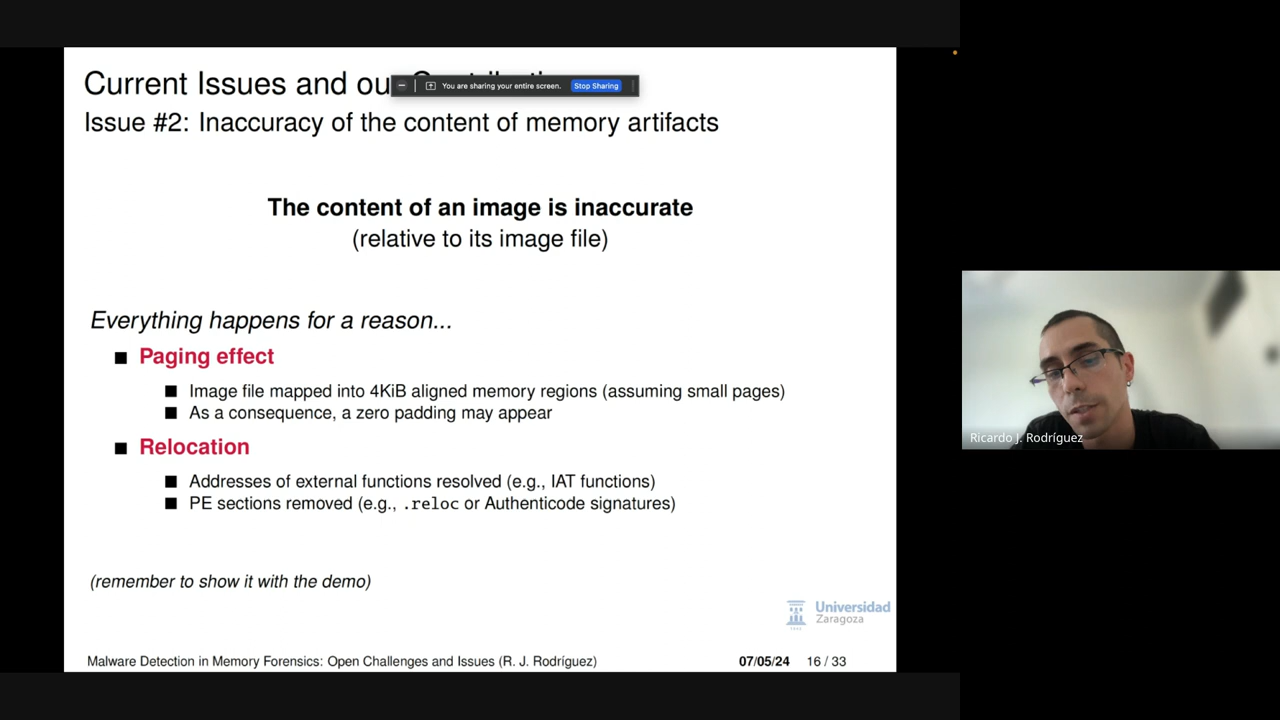 Current Issues and ou
You are sharing your entire screen.
Stop Sharing
Issue #2: Inaccuracy of the content of memory artifacts
The content of an image is inaccurate
(relative to its image file)
Everything happens for a reason...
Paging effect
Image file mapped into 4KiB aligned memory regions (assuming small pages)
As a consequence, a zero padding may appear
Relocation
Addresses of external functions resolved (e.g., IAT functions)
PE sections removed (e.g., .reloc or Authenticode signatures)
(remember to show it with the demo)
Universidad
Zaragoza
Malware Detection in Memory Forensics: Open Challenges and Issues (R. J. Rodríguez)
07/05/24
16 / 33
Ricardo J. Rodríguez